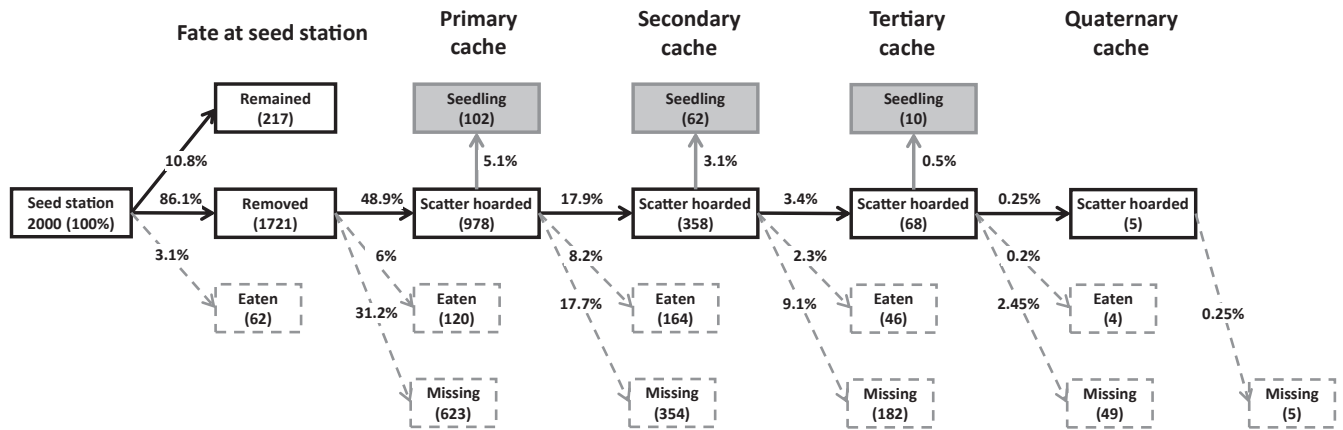 Fate at seed station
Primary
cache
Secondary
cache
Tertiary
cache
Quaternary
cache
Remained
(217)
Seedling
(102)
Seedling
(62)
Seedling
(10)
10.8%
5.1%
3.1%
0.5%
Seed station
2000 (100%)
86.1%
Removed
(1721)
48.9%
Scatter hoarded
(978)
17.9%
Scatter hoarded
(358)
3.4%
Scatter hoarded
(68)
0.25%
Scatter hoarded
(5)
3.1%
6%
8.2%
2.3%
0.2%
Eaten
(62)
31.2%
Eaten
(120)
17.7%
Eaten
(164)
9.1%
Eaten
(46)
2.45%
Eaten
(4)
0.25%
Missing
(623)
Missing
(354)
Missing
(182)
Missing
(49)
Missing
(5)